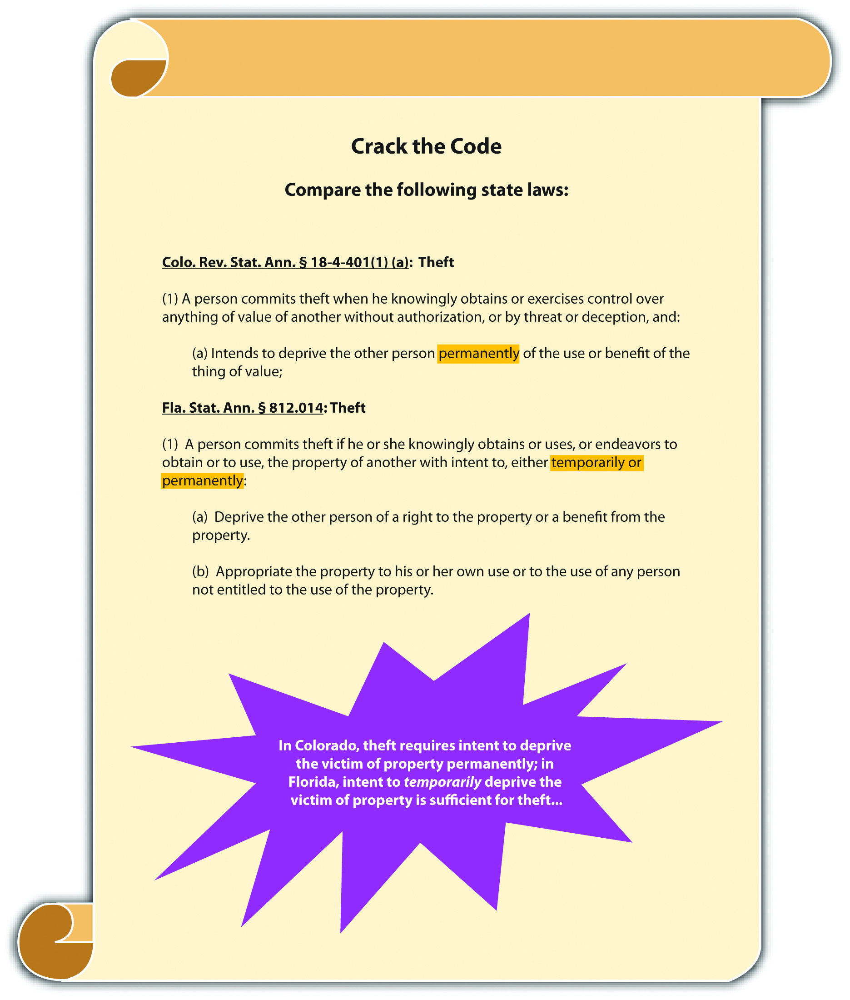 Crack the Code
Compare the following state laws:
Colo. Rev. Stat. Ann. § 18-4-401(1) (a):  Theft
(1) A person commits theft when he knowingly obtains or exercises control over
anything of value of another without authorization, or by threat or deception, and:
(a) Intends to deprive the other person permanently of the use or benefit of the
thing of value;
Fla. Stat. Ann. § 812.014: Theft
(1)  A person commits theft if he or she knowingly obtains or uses, or endeavors to
obtain or to use, the property of another with intent to, either temporarily or
permanently:
(a)  Deprive the other person of a right to the property or a benefit from the
property.
(b)  Appropriate the property to his or her own use or to the use of any person
not entitled to the use of the property.
In Colorado, theft requires intent to deprive
the victim of property permanently; in
Florida, intent to temporarily deprive the
victim of property is sufficient for theft...